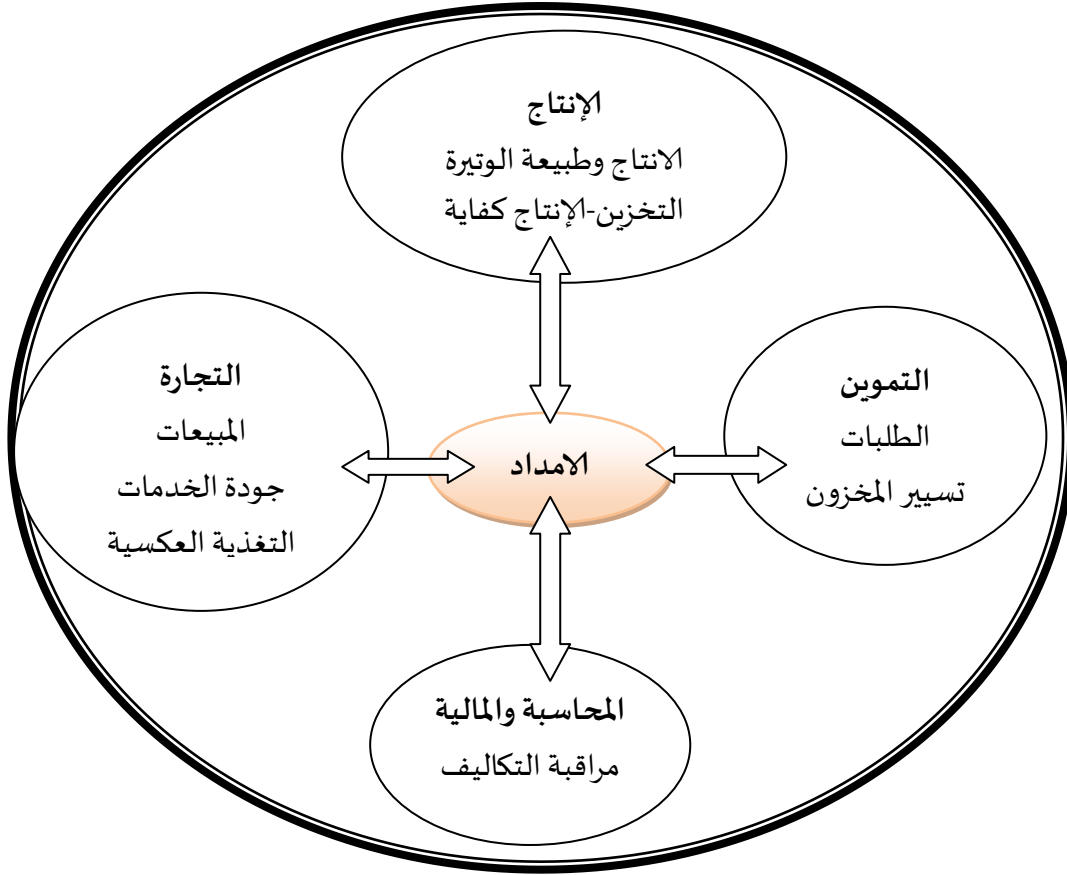 الإنتاج
الانتاج وطبيعة الوتيرة
التخزين-الإنتاج كفاية
التموين
الطلبات
تسيير المخزون
الامداد
التجارة
المبيعات
جودة الخدمات
التغذية العكسية
المحاسبة والمالية
مراقبة التكاليف